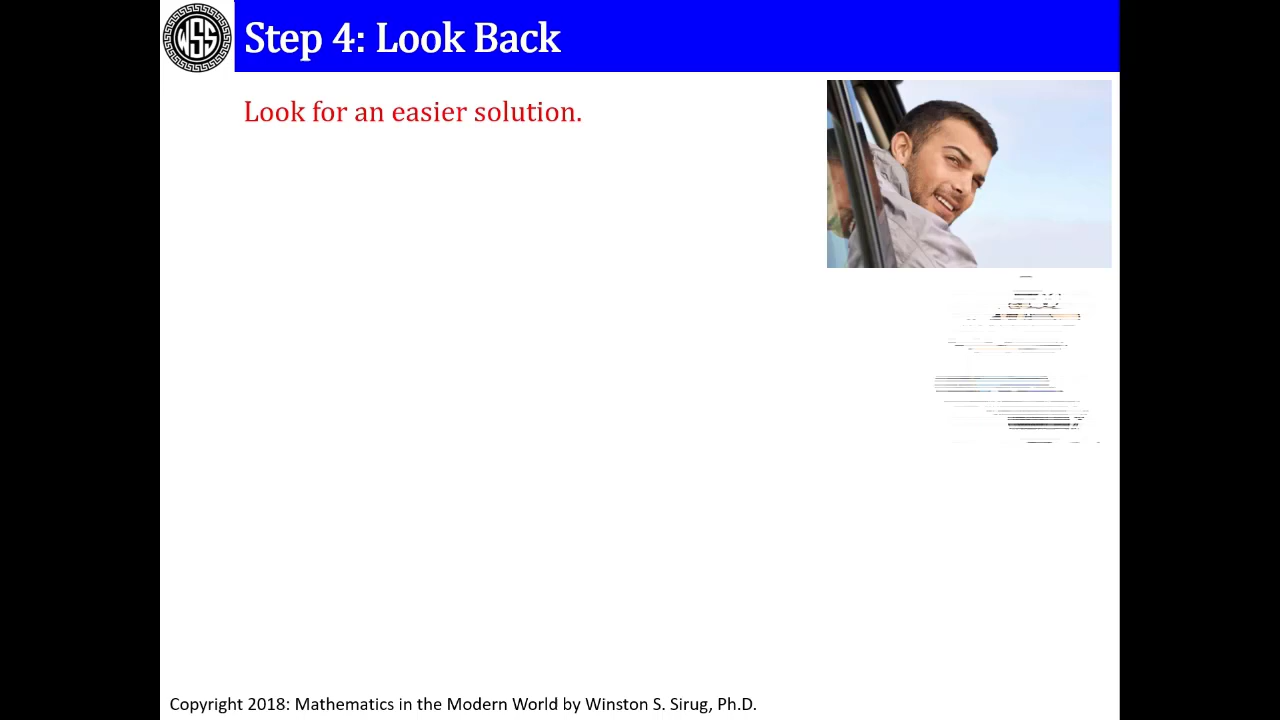 WSS
Step 4: Look Back
Look for an easier solution.
Copyright 2018: Mathematics in the Modern World by Winston S. Sirug, Ph.D.